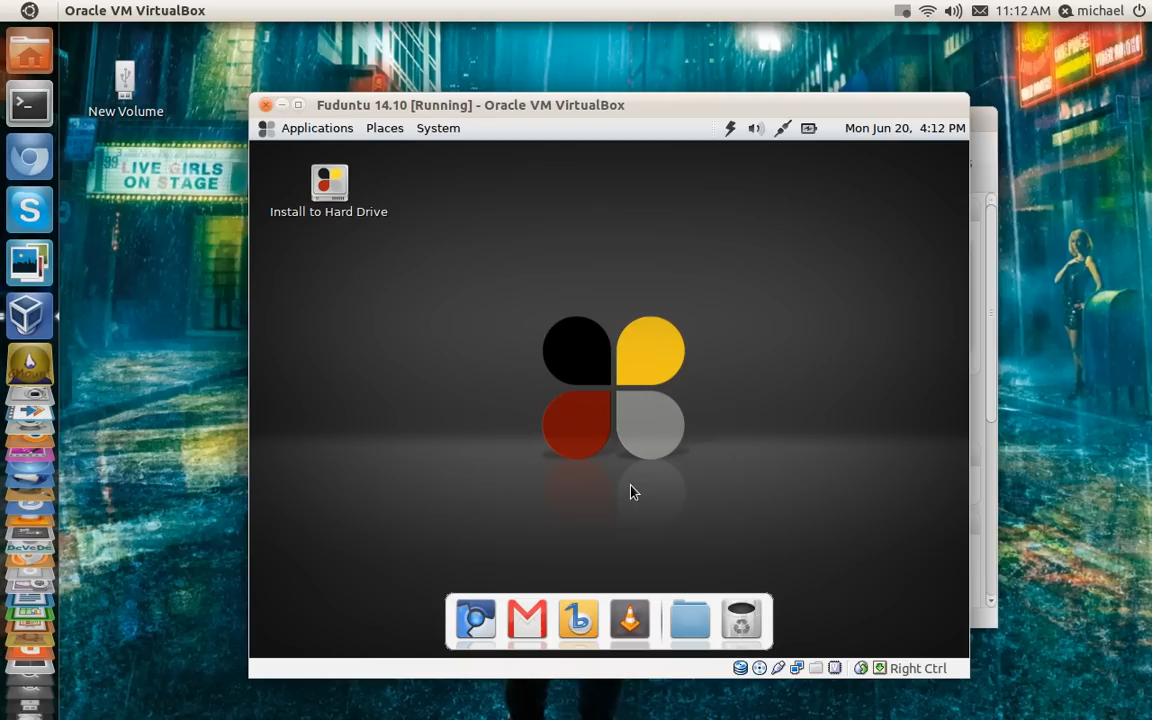 Oracle VM VirtualBox
11:12 AM
michael
New Volume
LIVE GIRLS
ON STAGE
Fuduntu 14.10 [Running] - Oracle VM VirtualBox
Applications Places System
Mon Jun 20, 4:12 PM
Install to Hard Drive
Right Ctrl